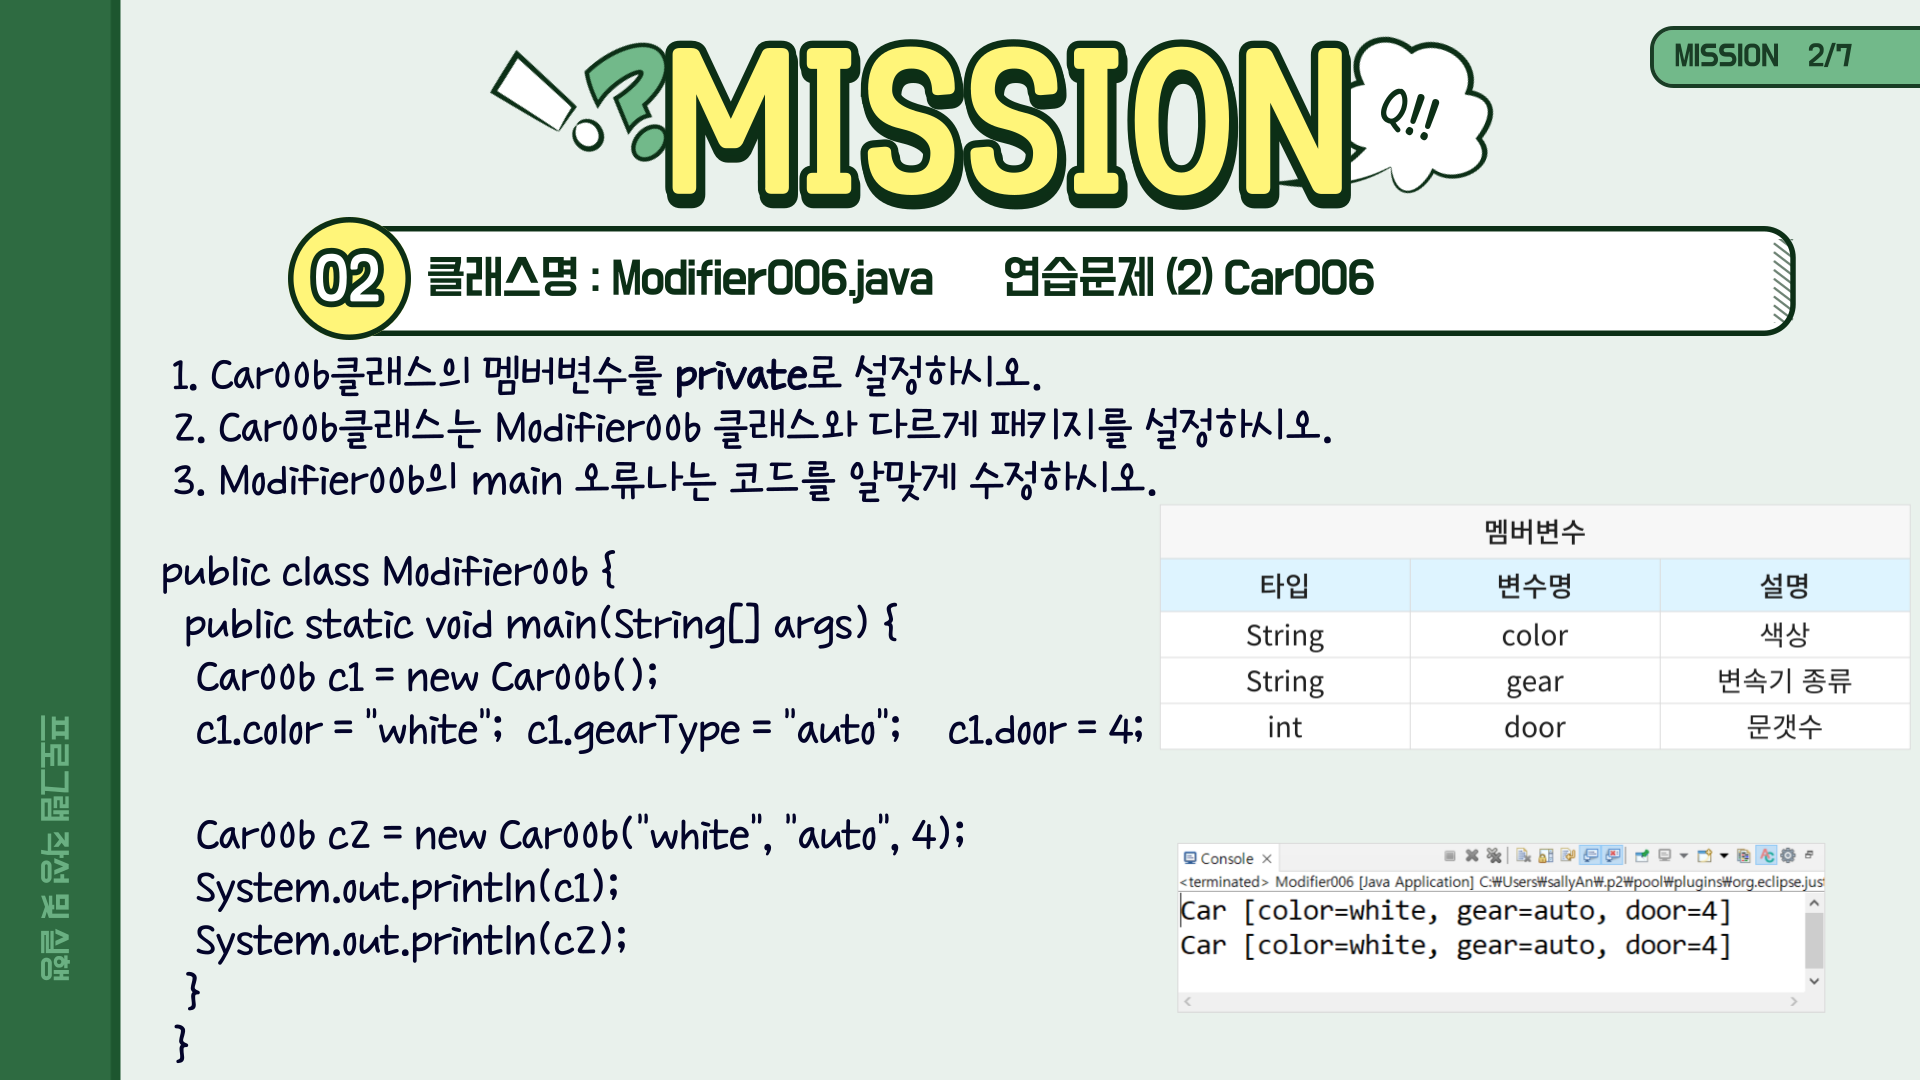 MISSION 2/7
!?MISSION Q!!
02 클래스명 : Modifier006.java 연습문제 (2) Car006
1. Car006클래스의 멤버변수를 private로 설정하시오.
2. Car006클래스는 Modifier006 클래스와 다르게 패키지를 설정하시오.
3. Modifier006의 main 오류나는 코드를 알맞게 수정하시오.
public class Modifier006 {
public static void main(String[] args) {
Car006 c1 = new Car006();
c1.color = "white"; c1.gearType = "auto"; c1.door = 4;
Car006 c2 = new Car006("white", "auto", 4);
System.out.println(c1);
System.out.println(c2);
}
}
멤버변수
타입 변수명 설명
String color 색상
String gear 변속기 종류
int door 문갯수
Console
<terminated> Modifier006 [Java Application] C:₩Users₩sallyAn₩.p2₩pool₩plugins₩org.eclipse.just
Car [color=white, gear=auto, door=4]
Car [color=white, gear=auto, door=4]
프로그램 작성 및 실행